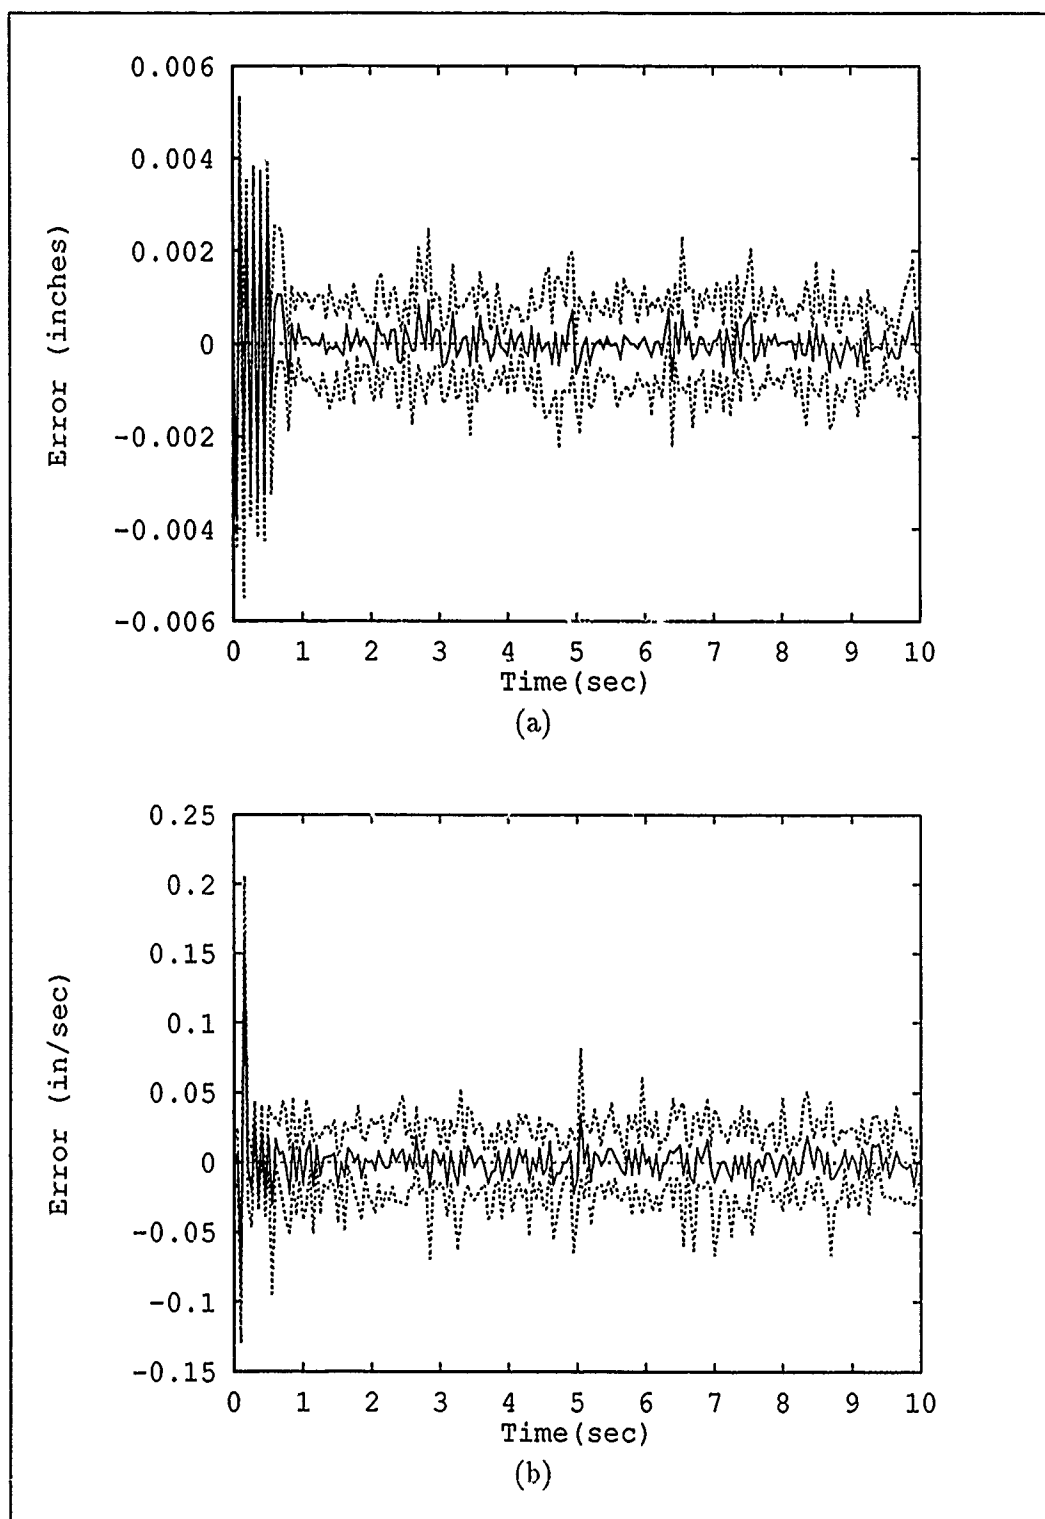 0.006
0.004
0.002
0
-0.002
-0.004
-0.006
Error (inches)
0 1 2 3 4 5 6 7 8 9 10
Time(sec)
(a)
0.25
0.2
0.15
0.1
0.05
0
-0.05
-0.1
-0.15
Error (in/sec)
0 1 2 3 4 5 6 7 8 9 10
Time(sec)
(b)